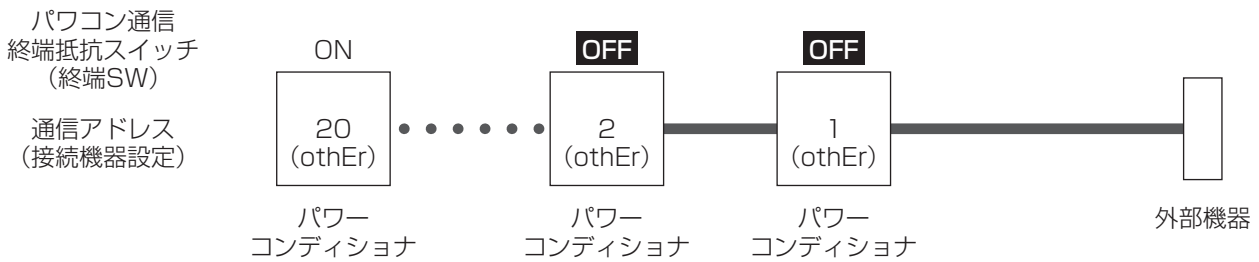 パワコン通信
終端抵抗スイッチ
（終端SW）
ON
OFF
OFF
通信アドレス
（接続機器設定）
20
（othEr）
2
（othEr）
1
（othEr）
パワー
コンディショナ
パワー
コンディショナ
パワー
コンディショナ
外部機器